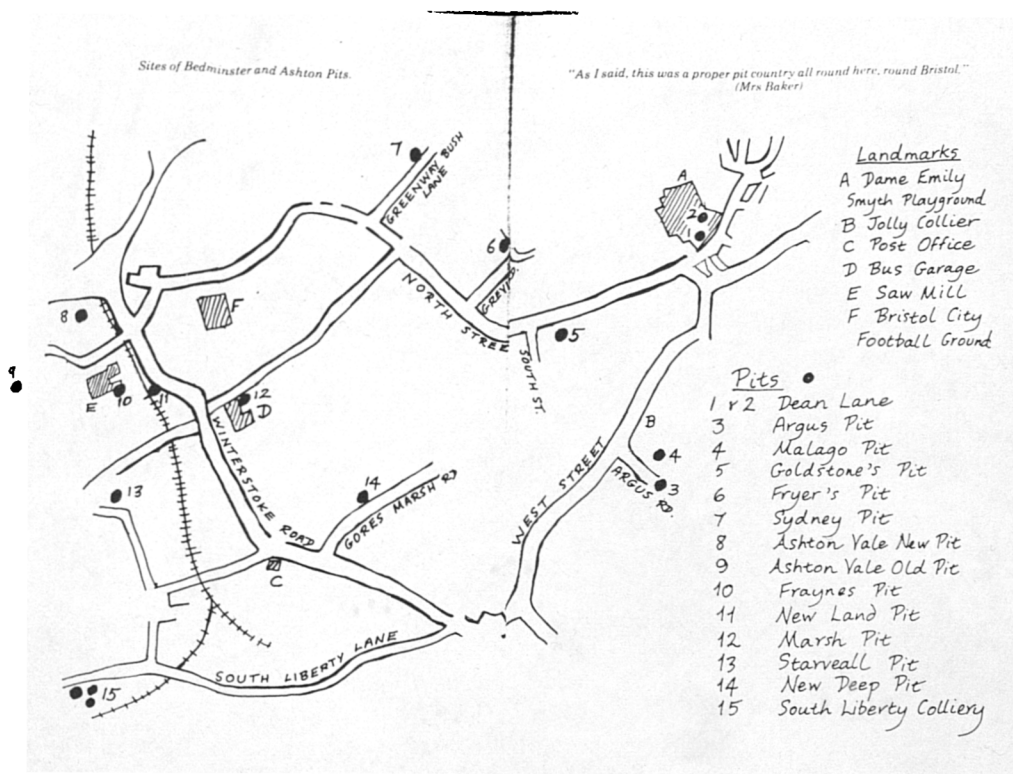 Sites of Bedminster and Ashton Pits.
"As I said, this was a proper pit country all round here, round Bristol."
(Mrs Baker)
Landmarks
A Dame Emily
Smyth Playground
B Jolly Collier
C Post Office
D Bus Garage
E Saw Mill
F Bristol City
Football Ground
Pits
1 & 2 Dean Lane
3 Argus Pit
4 Malago Pit
5 Goldstone's Pit
6 Fryer's Pit
7 Sydney Pit
8 Ashton Vale New Pit
9 Ashton Vale Old Pit
10 Fraynes Pit
11 New Land Pit
12 Marsh Pit
13 Starveall Pit
14 New Deep Pit
15 South Liberty Colliery
7
GREENWAY BUSH
LANE
A
2
1
6
NORTH STREE
F
8
5
SOUTH ST.
9
E
10
11
12
D
B
4
3
ARGUS RD.
WEST STREET
WINTERSTOKE ROAD
13
14
GORES MARSH RD
C
SOUTH LIBERTY LANE
15